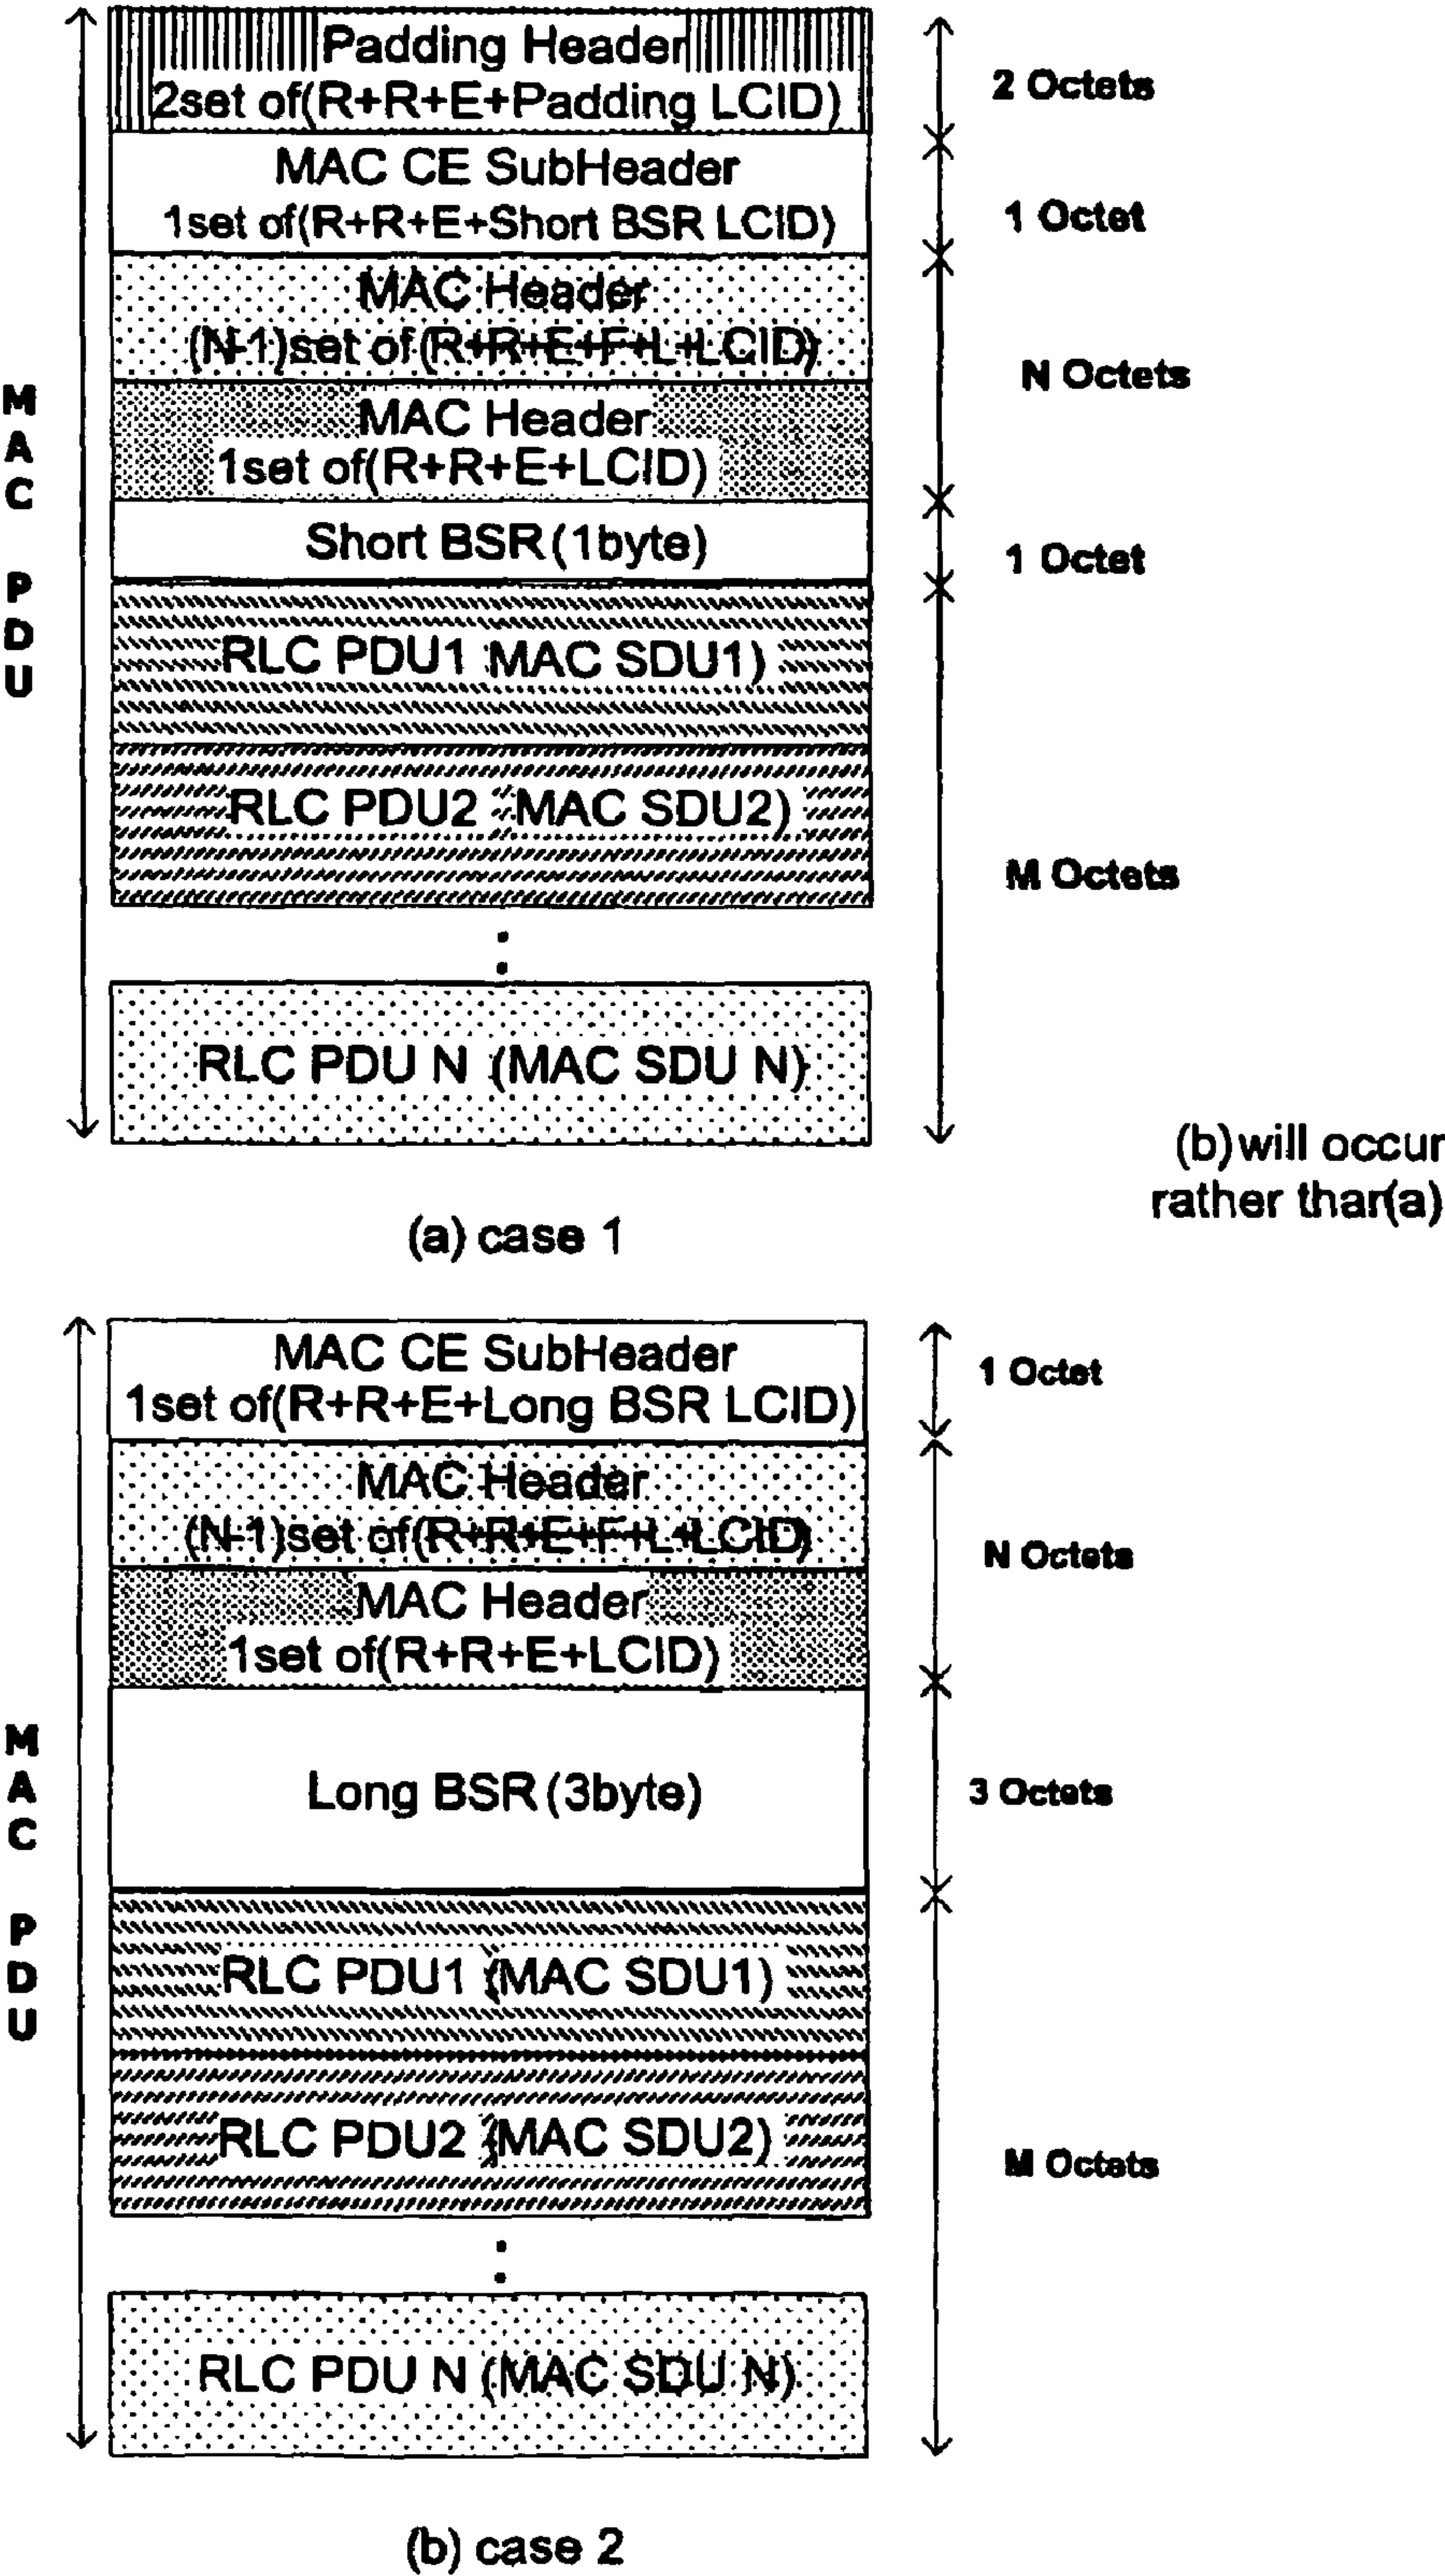 Padding Header
2set of(R+R+E+Padding LCID)
2 Octets
MAC CE SubHeader
1set of(R+R+E+Short BSR LCID)
1 Octet
MAC Header
(N-1)set of(R+R+E+F+L+LCID)
N Octets
MAC Header
1set of(R+R+E+LCID)
Short BSR(1byte)
1 Octet
MAC PDU
RLC PDU1 MAC SDU1)
RLC PDU2 MAC SDU2)
M Octets
RLC PDU N (MAC SDU N)
(b)will occur
rather than(a)
(a) case 1
MAC CE SubHeader
1set of(R+R+E+Long BSR LCID)
1 Octet
MAC Header
(N-1)set of(R+R+E+F+L+LCID)
N Octets
MAC Header
1set of(R+R+E+LCID)
Long BSR(3byte)
3 Octets
MAC PDU
RLC PDU1 (MAC SDU1)
RLC PDU2 (MAC SDU2)
M Octets
RLC PDU N (MAC SDU N)
(b) case 2